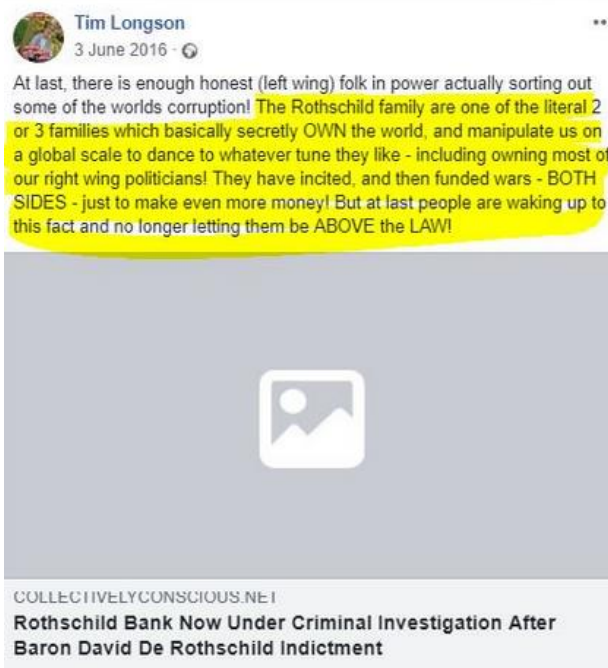 Tim Longson
3 June 2016 ·
At last, there is enough honest (left wing) folk in power actually sorting out
some of the worlds corruption! The Rothschild family are one of the literal 2
or 3 families which basically secretly OWN the world, and manipulate us on
a global scale to dance to whatever tune they like - including owning most of
our right wing politicians! They have incited, and then funded wars - BOTH
SIDES - just to make even more money! But at last people are waking up to
this fact and no longer letting them be ABOVE the LAW!
COLLECTIVELYCONSCIOUS.NET
Rothschild Bank Now Under Criminal Investigation After
Baron David De Rothschild Indictment